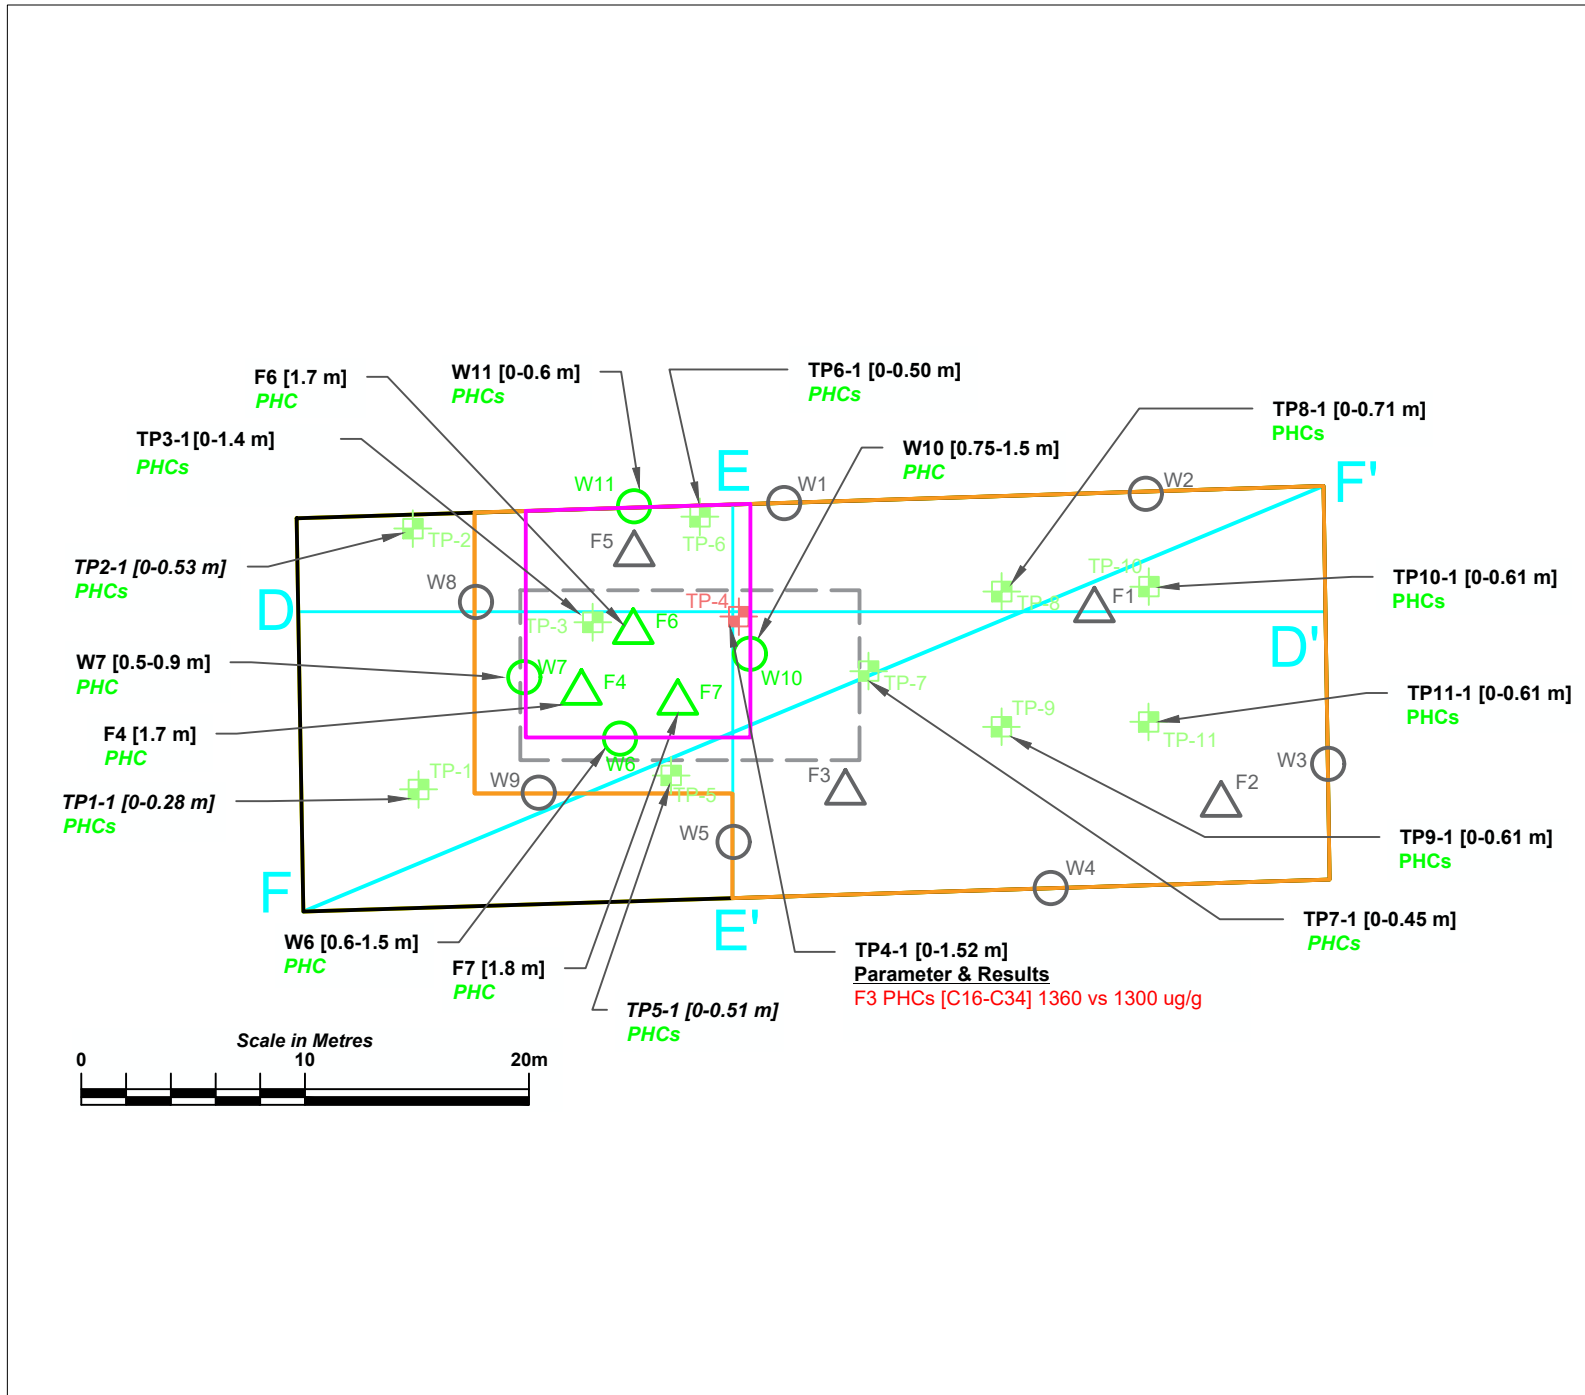 F6 [1.7 m]
PHC
W11 [0-0.6 m]
PHCs
TP6-1 [0-0.50 m]
PHCs
TP8-1 [0-0.71 m]
PHCs
TP3-1[0-1.4 m]
PHCs
W10 [0.75-1.5 m]
PHC
E
F'
W11
W1
W2
TP-2
F5
TP-6
TP2-1 [0-0.53 m]
PHCs
W8
TP-10
TP10-1 [0-0.61 m]
PHCs
D
TP-3
F6
TP-4
TP-8
F1
D'
W7 [0.5-0.9 m]
PHC
W7
F4
F7
W10
TP-7
TP11-1 [0-0.61 m]
PHCs
F4 [1.7 m]
PHC
TP-9
TP-11
W6
TP-1
W9
TP-5
F3
F2
W3
TP1-1 [0-0.28 m]
PHCs
W5
TP9-1 [0-0.61 m]
PHCs
W4
F
E'
TP7-1 [0-0.45 m]
PHCs
W6 [0.6-1.5 m]
PHC
F7 [1.8 m]
PHC
TP4-1 [0-1.52 m]
Parameter & Results
F3 PHCs [C16-C34] 1360 vs 1300 ug/g
TP5-1 [0-0.51 m]
PHCs
Scale in Metres
0 10 20m